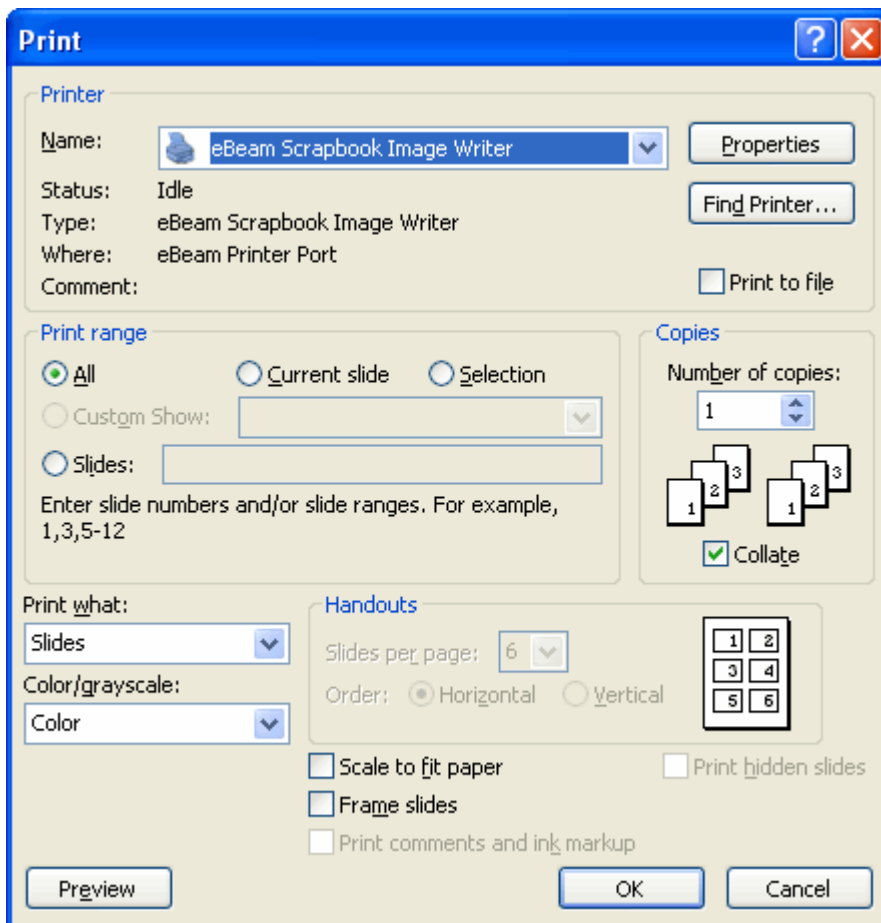 Print
Printer
Name: eBeam Scrapbook Image Writer Properties
Status: Idle
Find Printer...
Type: eBeam Scrapbook Image Writer
Where: eBeam Printer Port
Comment: Print to file
Print range
All Current slide Selection
Custom Show:
Slides:
Enter slide numbers and/or slide ranges. For example,
1,3,5-12
Copies
Number of copies:
1
1 2 3 1 2 3
Collate
Print what:
Slides
Color/grayscale:
Color
Handouts
Slides per page: 6
Order: Horizontal Vertical
1 2
3 4
5 6
Scale to fit paper Print hidden slides
Frame slides
Print comments and ink markup
Preview OK Cancel